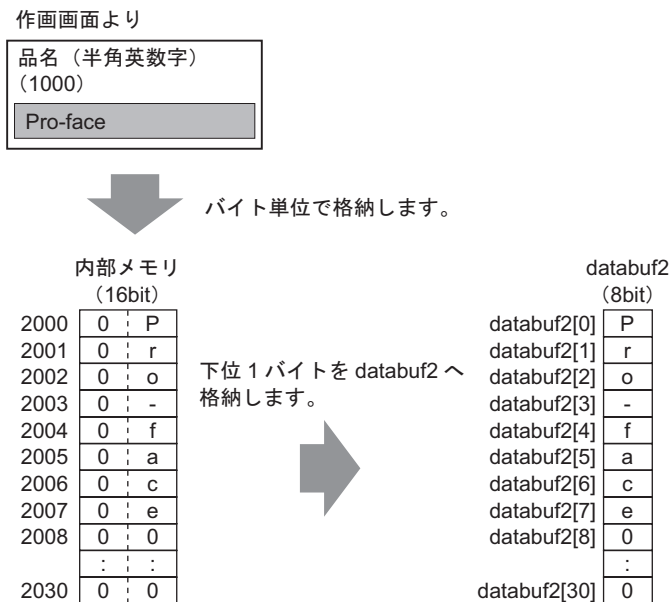 作画画面より
品名（半角英数字）
（1000）
Pro-face
バイト単位で格納します。
内部メモリ
（16bit）
2000 0 P
2001 0 r
2002 0 o
2003 0 -
2004 0 f
2005 0 a
2006 0 c
2007 0 e
2008 0 0
: :
2030 0 0
下位 1 バイトを databuf2 へ
格納します。
databuf2
（8bit）
databuf2[0] P
databuf2[1] r
databuf2[2] o
databuf2[3] -
databuf2[4] f
databuf2[5] a
databuf2[6] c
databuf2[7] e
databuf2[8] 0
:
databuf2[30] 0